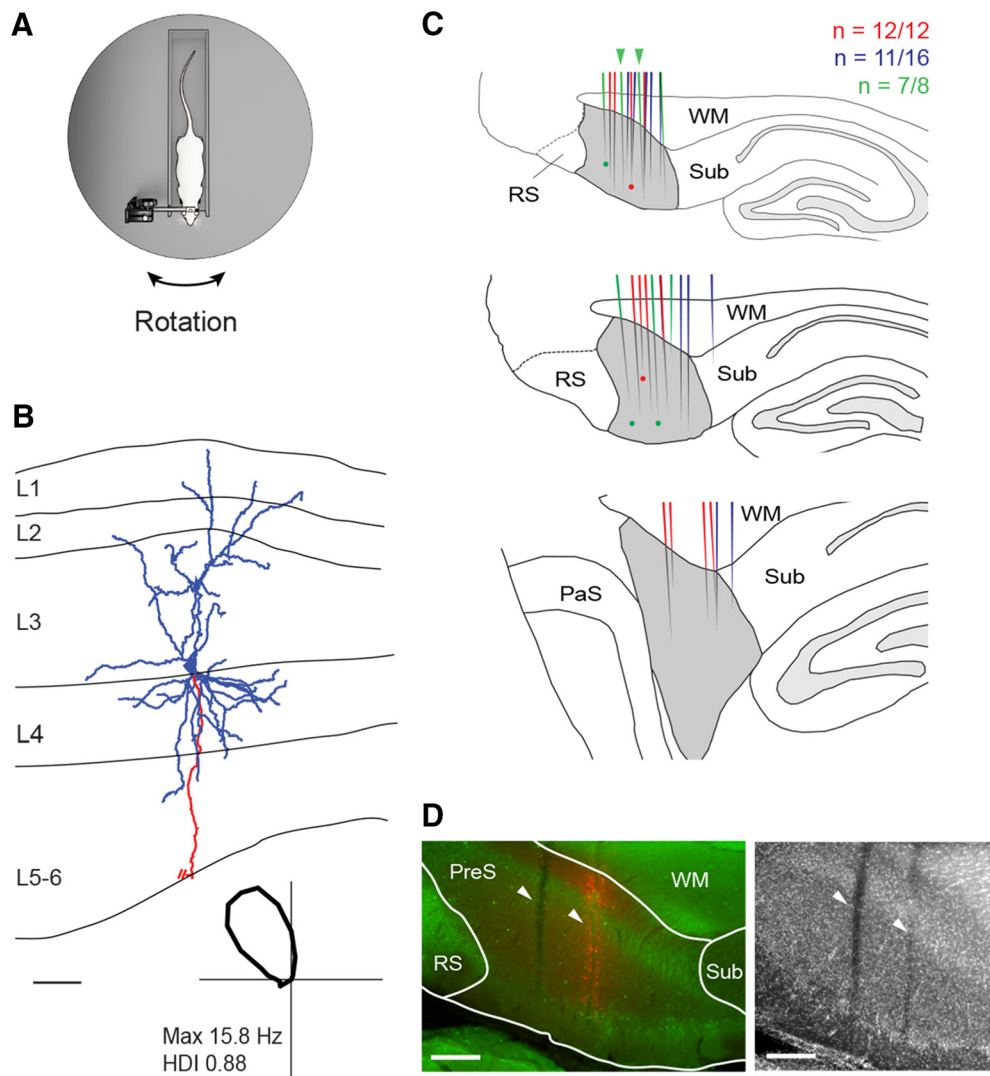 A
Rotation
B
L1
L2
L3
L4
L5-6
Max 15.8 Hz
HDI 0.88
C
n = 12/12
n = 11/16
n = 7/8
WM
Sub
RS
WM
Sub
RS
WM
Sub
PaS
D
PreS
WM
RS
Sub